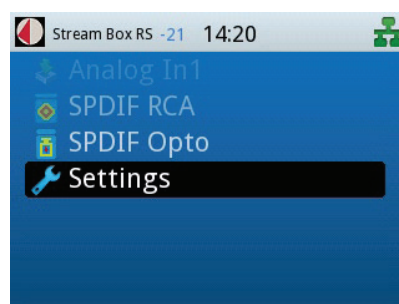 Stream Box RS -21 14:20
Analog In1
SPDIF RCA
SPDIF Opto
Settings